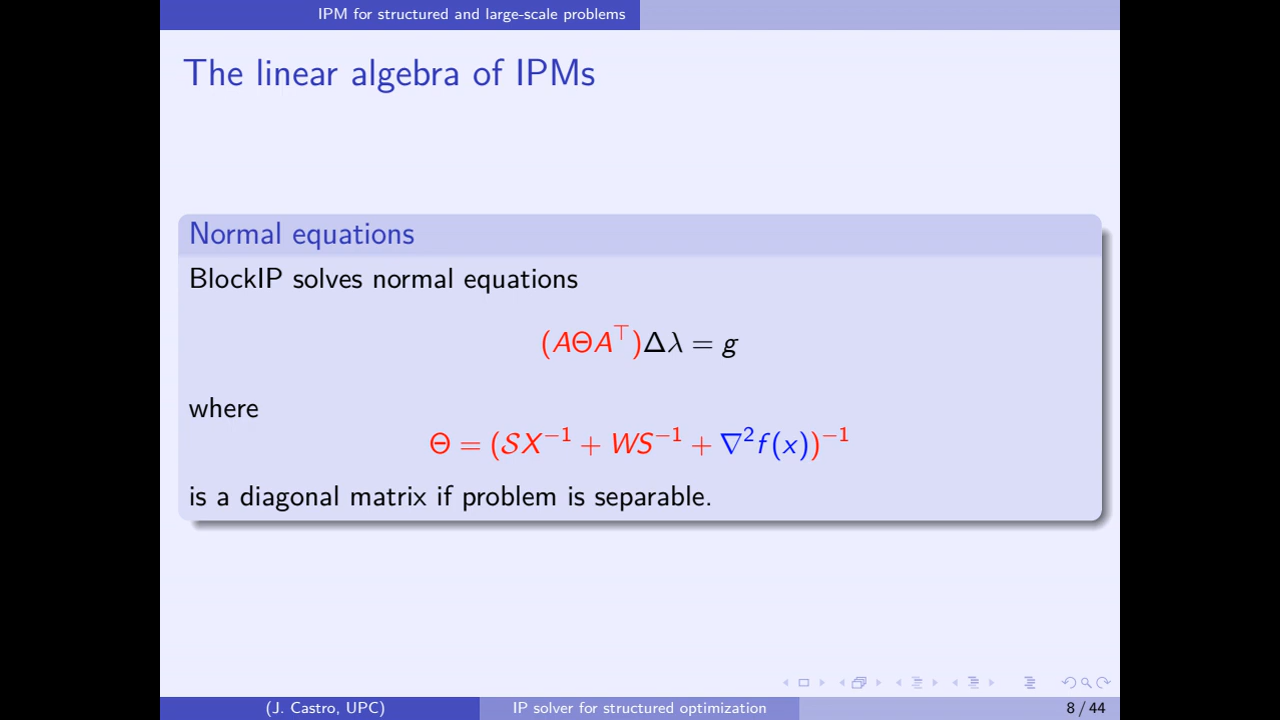 IPM for structured and large-scale problems
The linear algebra of IPMs
Normal equations
BlockIP solves normal equations
(AΘA⊤)Δλ = g
where
Θ = (𝒮X⁻¹ + WS⁻¹ + ∇²f(x))⁻¹
is a diagonal matrix if problem is separable.
(J. Castro, UPC)
IP solver for structured optimization
8 / 44